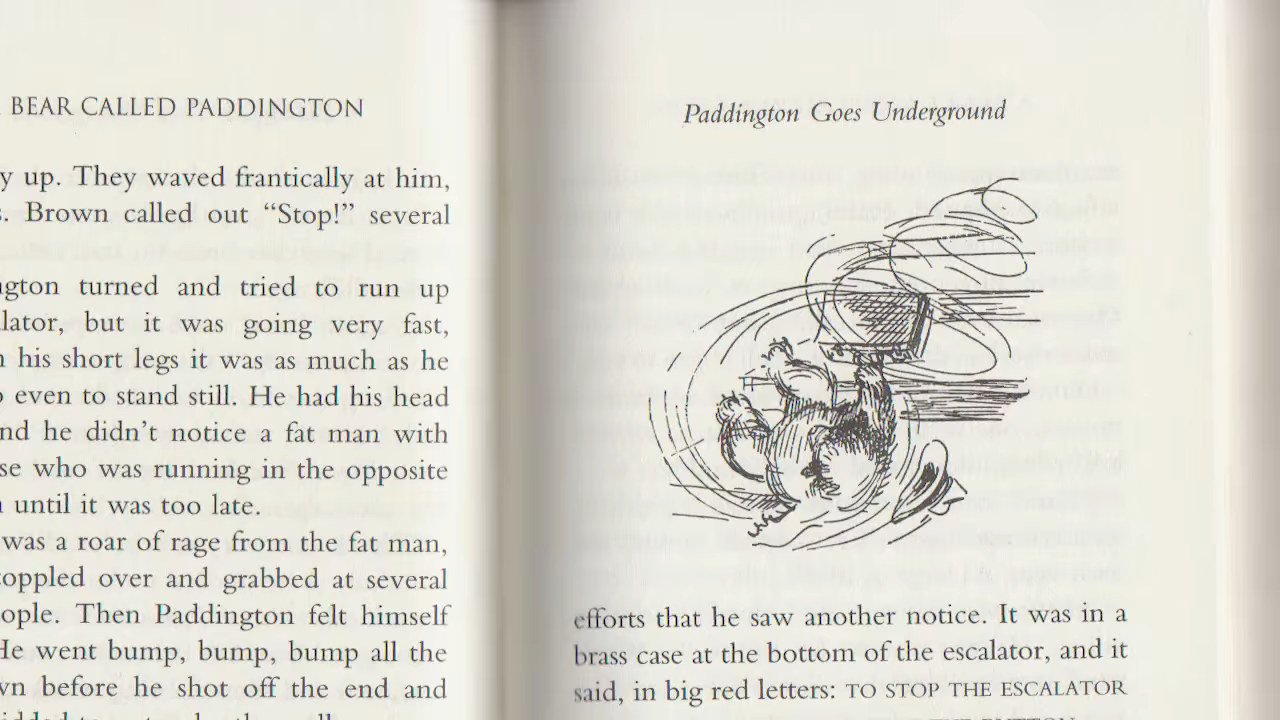 BEAR CALLED PADDINGTON
y up. They waved frantically at him,
s. Brown called out “Stop!” several
ngton turned and tried to run up
lator, but it was going very fast,
his short legs it was as much as he
even to stand still. He had his head
nd he didn’t notice a fat man with
se who was running in the opposite
until it was too late.
was a roar of rage from the fat man,
toppled over and grabbed at several
ople. Then Paddington felt himself
He went bump, bump, bump all the
wn before he shot off the end and
Paddington Goes Underground
efforts that he saw another notice. It was in a
brass case at the bottom of the escalator, and it
said, in big red letters: TO STOP THE ESCALATOR